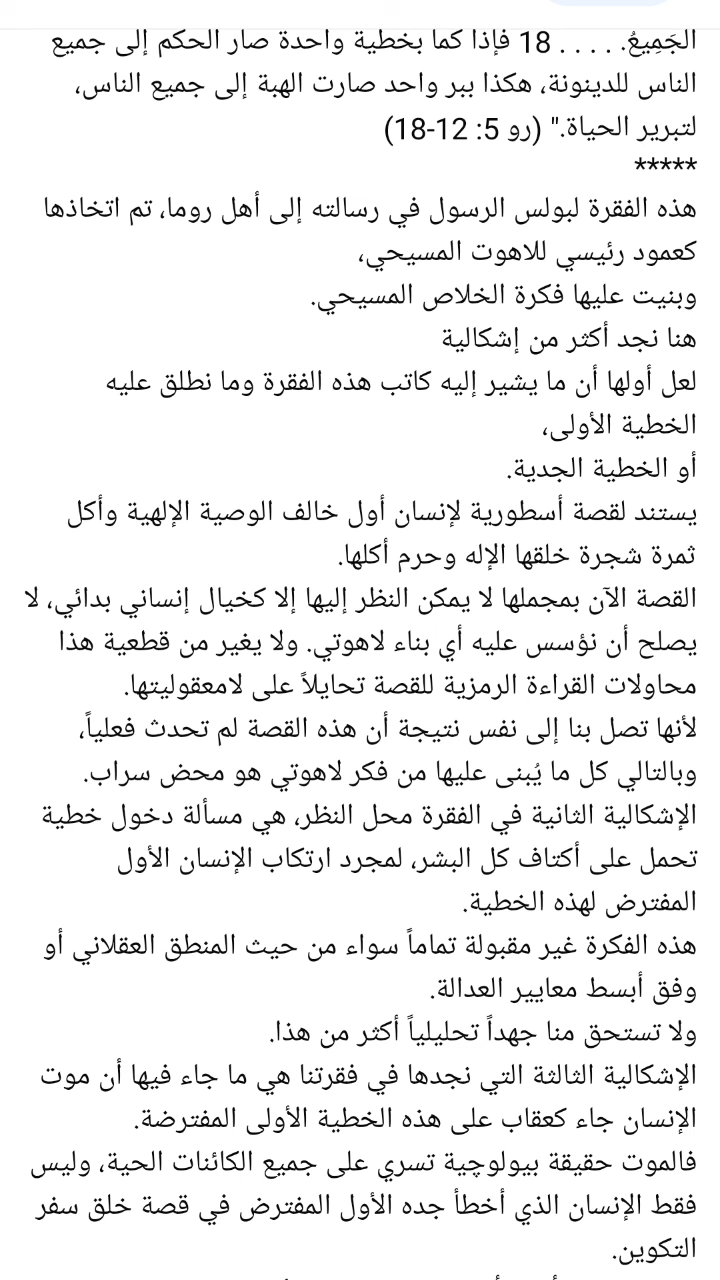 الجَمِيعُ. . . . . 18 فإذا كما بخطية واحدة صار الحكم إلى جميع
الناس للدينونة، هكذا ببر واحد صارت الهبة إلى جميع الناس،
لتبرير الحياة." (رو 5: 12-18)
*****
هذه الفقرة لبولس الرسول في رسالته إلى أهل روما، تم اتخاذها
كعمود رئيسي للاهوت المسيحي،
وبنيت عليها فكرة الخلاص المسيحي.
هنا نجد أكثر من إشكالية
لعل أولها أن ما يشير إليه كاتب هذه الفقرة وما نطلق عليه
الخطية الأولى،
أو الخطية الجدية.
يستند لقصة أسطورية لإنسان أول خالف الوصية الإلهية وأكل
ثمرة شجرة خلقها الإله وحرم أكلها.
القصة الآن بمجملها لا يمكن النظر إليها إلا كخيال إنساني بدائي، لا
يصلح أن نؤسس عليه أي بناء لاهوتي. ولا يغير من قطعية هذا
محاولات القراءة الرمزية للقصة تحايلاً على لامعقوليتها.
لأنها تصل بنا إلى نفس نتيجة أن هذه القصة لم تحدث فعلياً،
وبالتالي كل ما يُبنى عليها من فكر لاهوتي هو محض سراب.
الإشكالية الثانية في الفقرة محل النظر، هي مسألة دخول خطية
تحمل على أكتاف كل البشر، لمجرد ارتكاب الإنسان الأول
المفترض لهذه الخطية.
هذه الفكرة غير مقبولة تماماً سواء من حيث المنطق العقلاني أو
وفق أبسط معايير العدالة.
ولا تستحق منا جهداً تحليلياً أكثر من هذا.
الإشكالية الثالثة التي نجدها في فقرتنا هي ما جاء فيها أن موت
الإنسان جاء كعقاب على هذه الخطية الأولى المفترضة.
فالموت حقيقة بيولوچية تسري على جميع الكائنات الحية، وليس
فقط الإنسان الذي أخطأ جده الأول المفترض في قصة خلق سفر
التكوين.